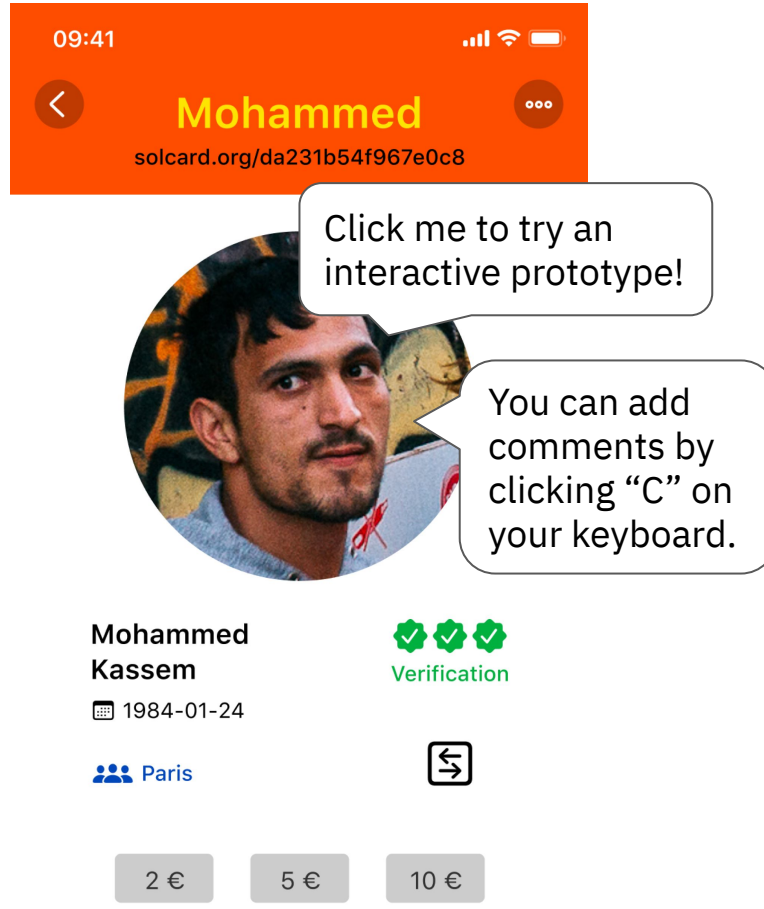 09:41
Mohammed
solcard.org/da231b54f967e0c8
Click me to try an
interactive prototype!
You can add
comments by
clicking “C” on
your keyboard.
Mohammed
Kassem
1984-01-24
Verification
Paris
2 €
5 €
10 €